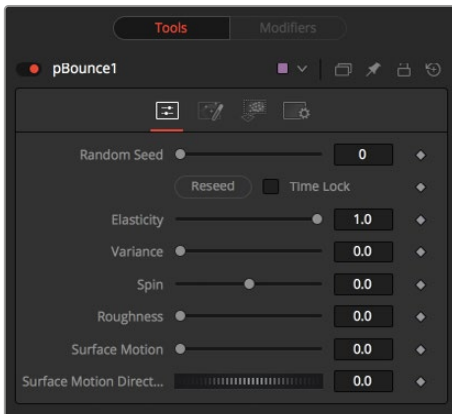 Tools Modifiers
pBounce1
Random Seed 0
Reseed Time Lock
Elasticity 1.0
Variance 0.0
Spin 0.0
Roughness 0.0
Surface Motion 0.0
Surface Motion Direct... 0.0